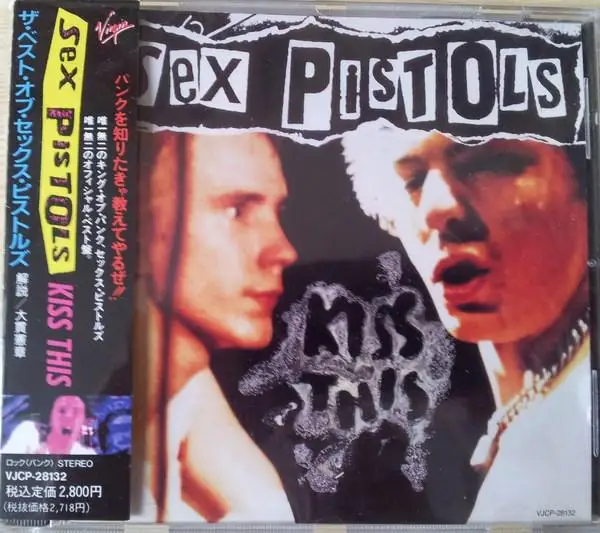 ザ・ベスト・オブ・セックス・ピストルズ
解説/大貫憲章
SEX PISTOLS
KISS THIS
Virgin
パンクを知りたきゃ教えてやるぜ!!
唯一無二のキング・オブ・パンク、セックス・ピストルズ
唯一無二のオフィシャル・ベスト盤。
ロック〈パンク〉 STEREO
VJCP-28132
税込定価2,800円
(税抜価格2,718円)
SEX PISTOLS
KISS
THIS
VJCP-28132